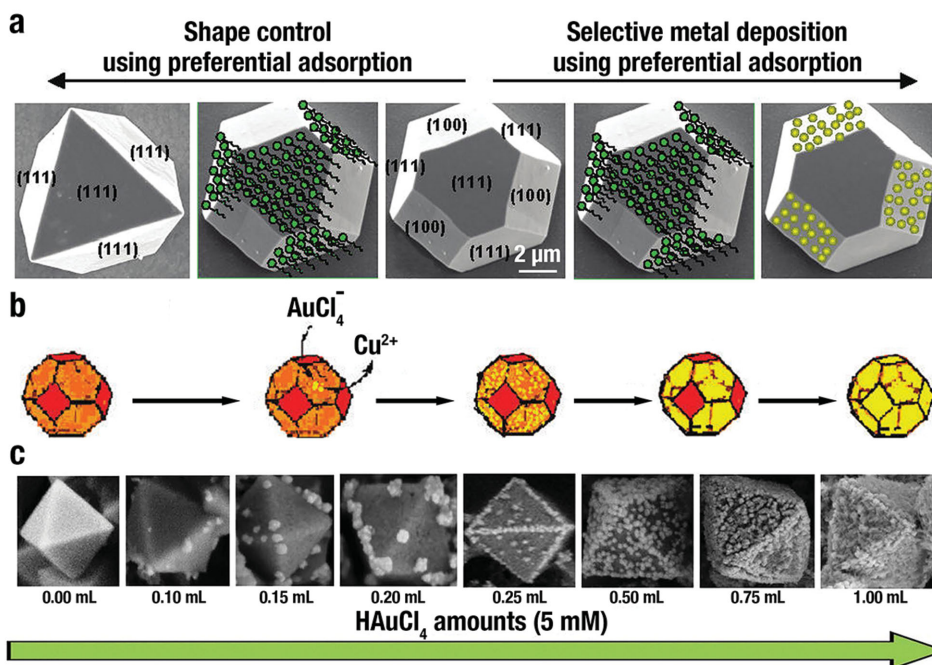 a
Shape control
using preferential adsorption
Selective metal deposition
using preferential adsorption
(111)
(111)
(111)
(111)
(100)
(111)
(111)
(111)
(100)
(100)
(111)
2 μm
b
AuCl₄⁻
Cu²⁺
c
0.00 mL
0.10 mL
0.15 mL
0.20 mL
0.25 mL
0.50 mL
0.75 mL
1.00 mL
HAuCl₄ amounts (5 mM)